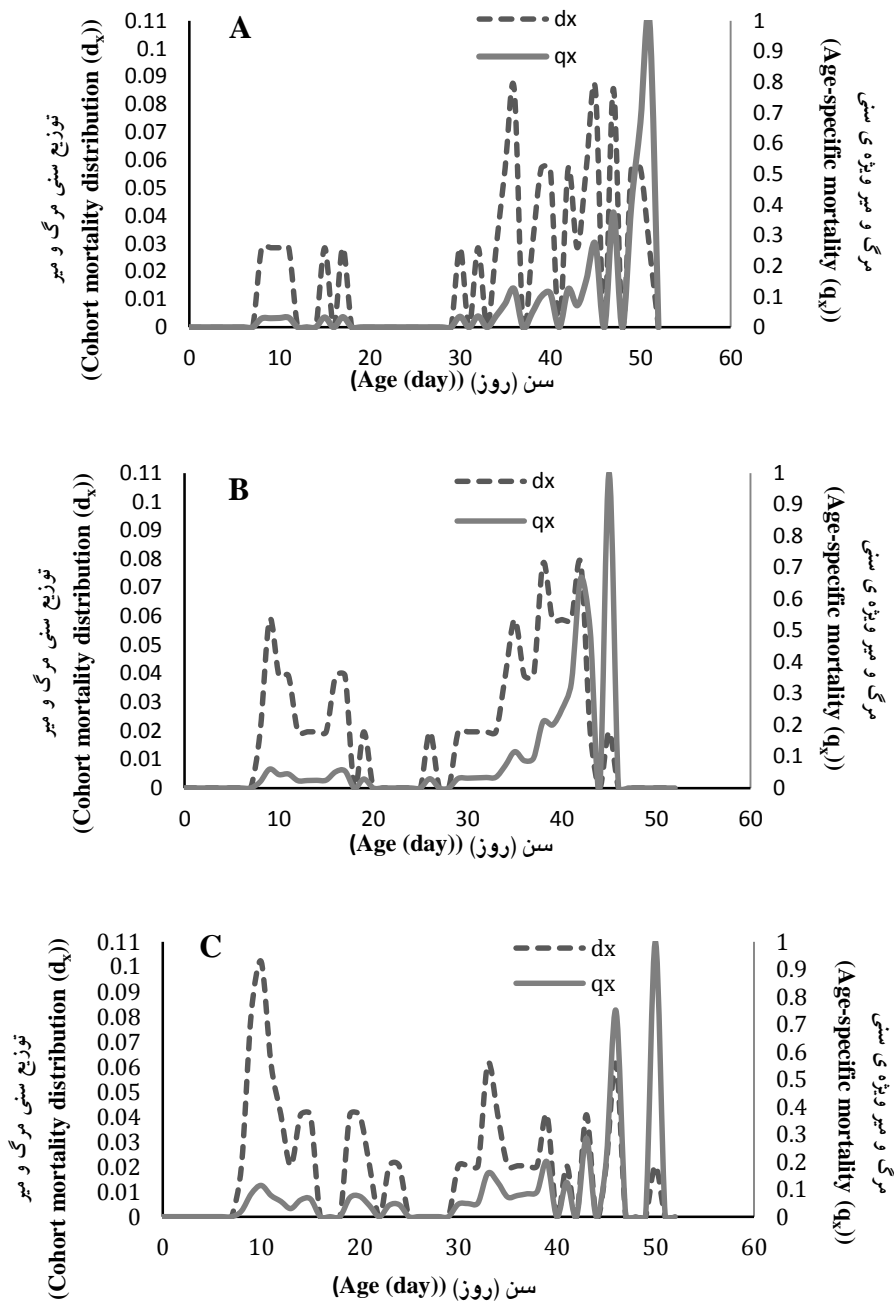 A
dx
qx
0.11
0.1
0.09
0.08
0.07
0.06
0.05
0.04
0.03
0.02
0.01
0
1
0.9
0.8
0.7
0.6
0.5
0.4
0.3
0.2
0.1
0
0 10 20 30 40 50 60
توزیع سنی مرگ و میر
((Cohort mortality distribution (dx))
مرگ و میر ویژه ی سنی
(Age-specific mortality (qx))
سن (روز) (Age (day))
B
dx
qx
0.11
0.1
0.09
0.08
0.07
0.06
0.05
0.04
0.03
0.02
0.01
0
1
0.9
0.8
0.7
0.6
0.5
0.4
0.3
0.2
0.1
0
0 10 20 30 40 50 60
توزیع سنی مرگ و میر
((Cohort mortality distribution (dx))
مرگ و میر ویژه ی سنی
(Age-specific mortality (qx))
سن (روز) (Age (day))
C
dx
qx
0.11
0.1
0.09
0.08
0.07
0.06
0.05
0.04
0.03
0.02
0.01
0
1
0.9
0.8
0.7
0.6
0.5
0.4
0.3
0.2
0.1
0
0 10 20 30 40 50 60
توزیع سنی مرگ و میر
((Cohort mortality distribution (dx))
مرگ و میر ویژه ی سنی
(Age-specific mortality (qx))
سن (روز) (Age (day))